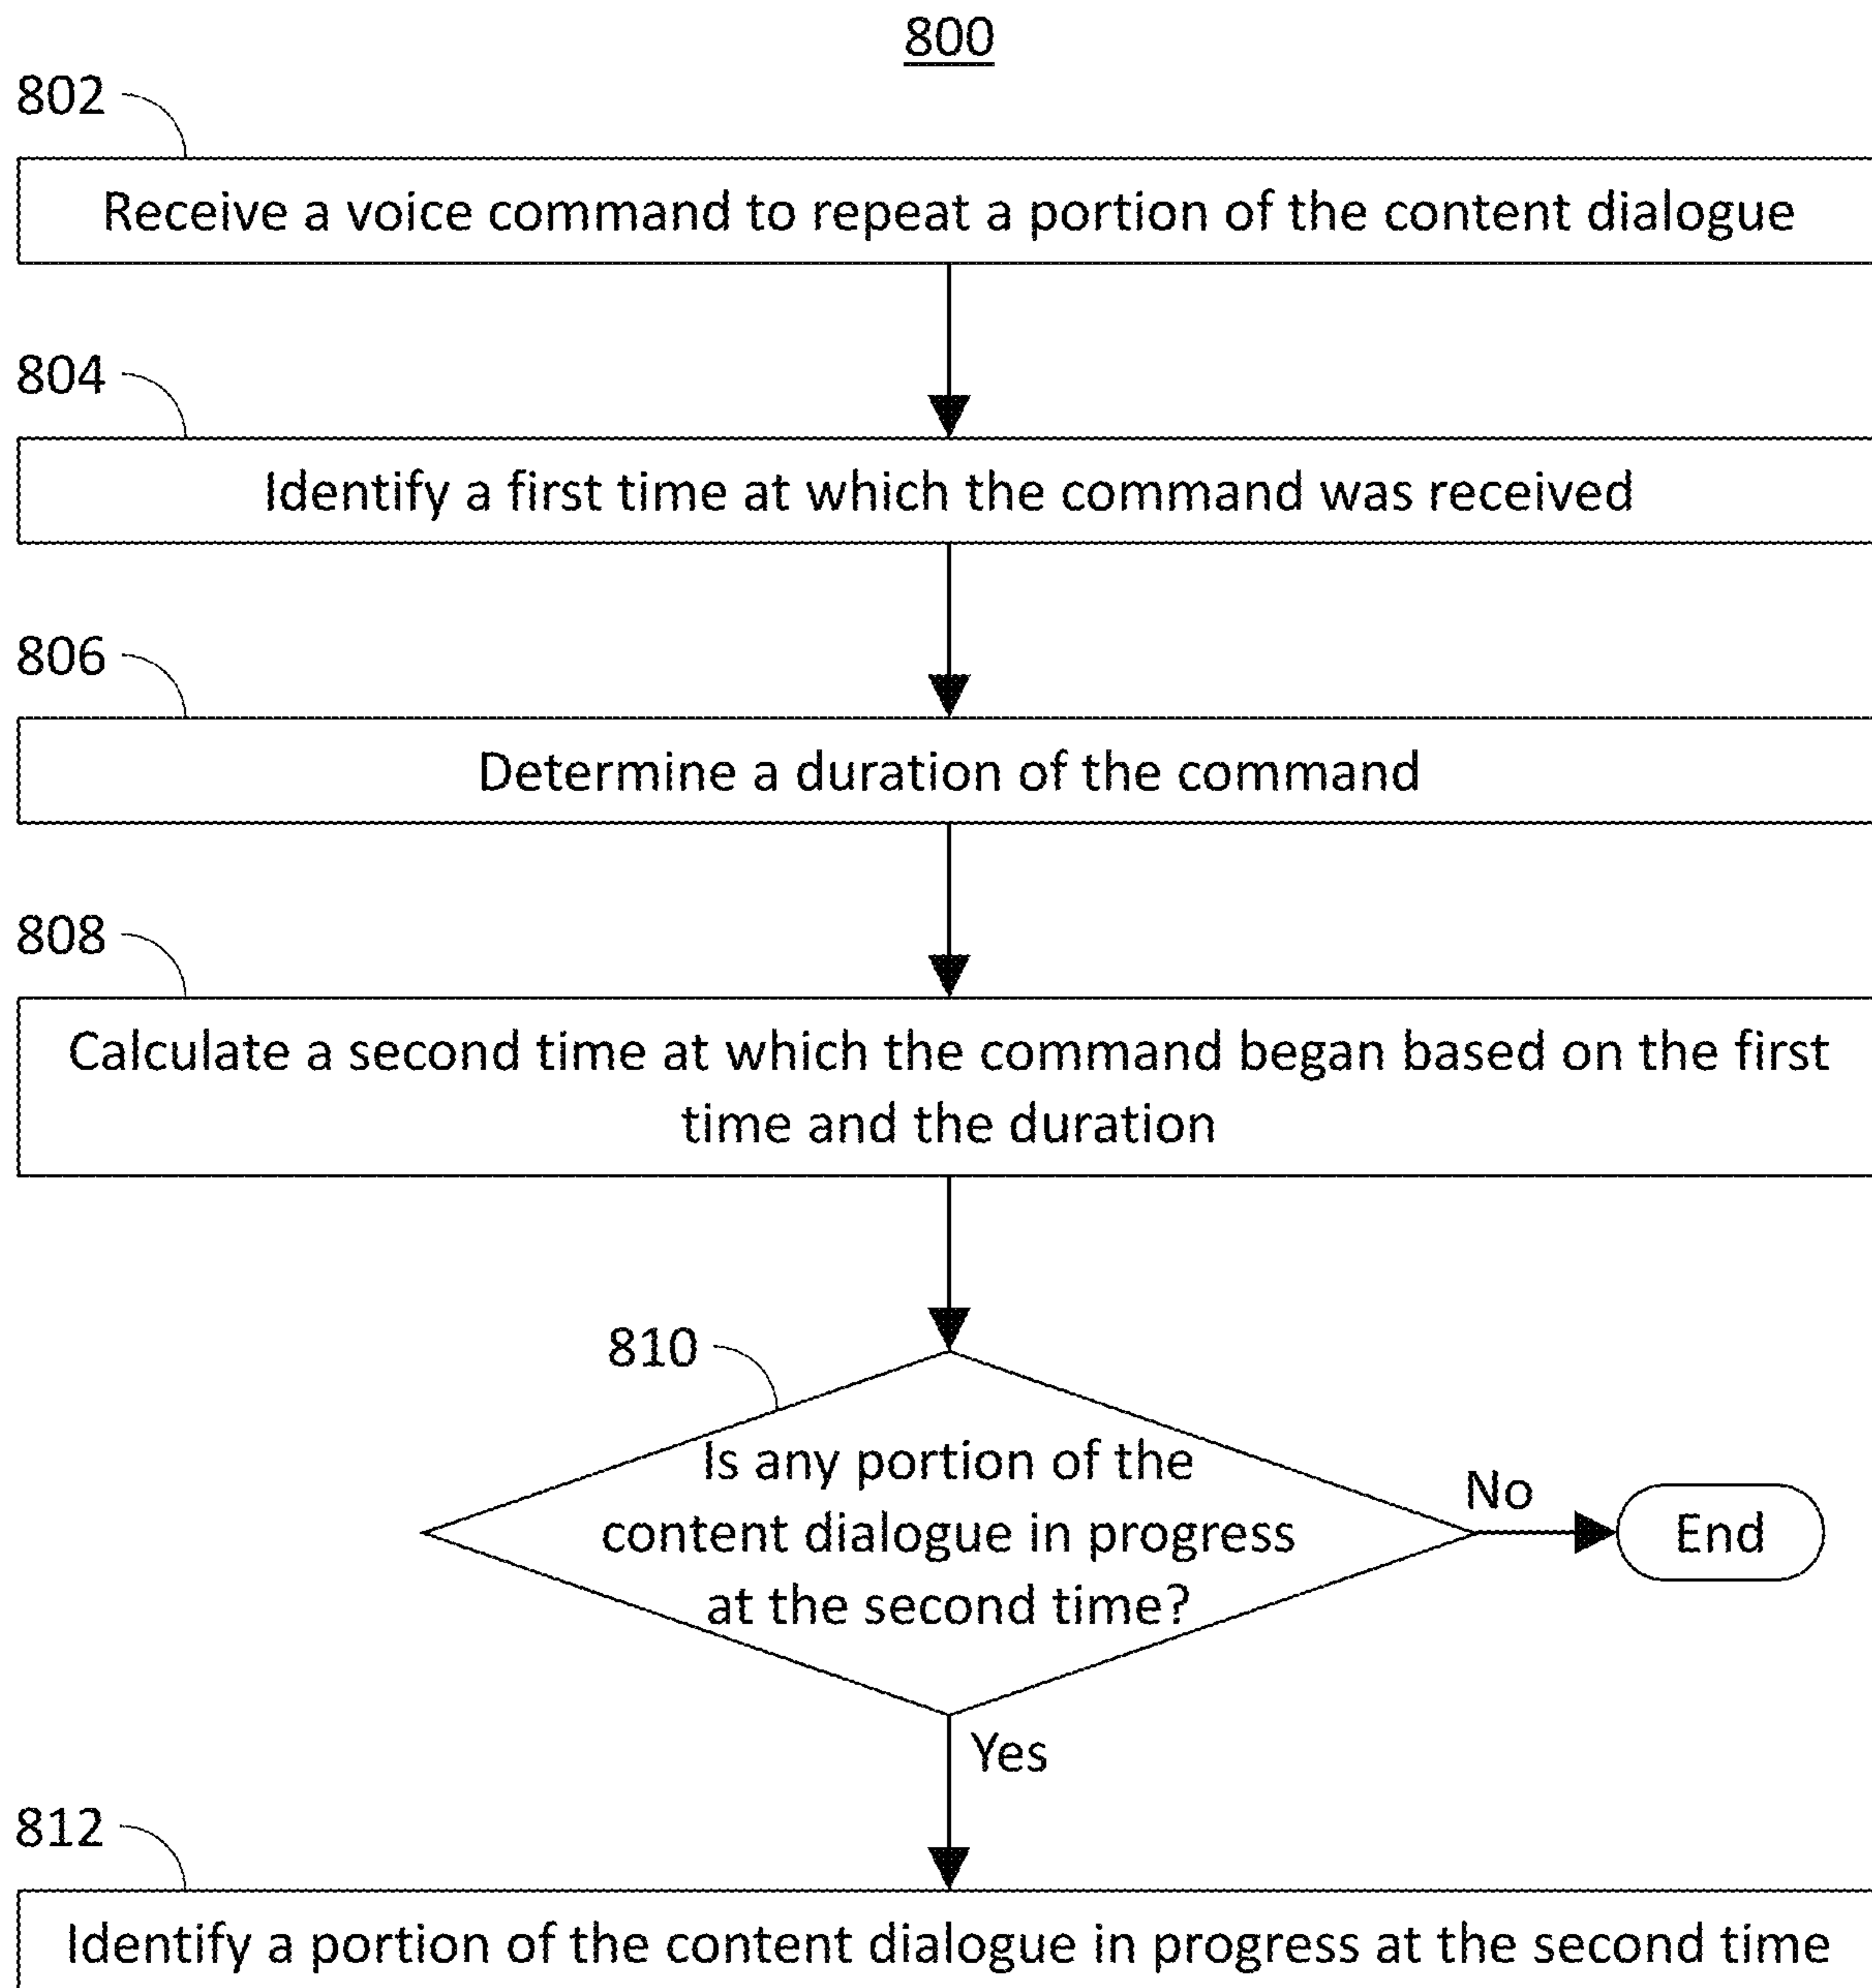 800
802
Receive a voice command to repeat a portion of the content dialogue
804
Identify a first time at which the command was received
806
Determine a duration of the command
808
Calculate a second time at which the command began based on the first
time and the duration
810
Is any portion of the
content dialogue in progress
at the second time?
No
End
Yes
812
Identify a portion of the content dialogue in progress at the second time